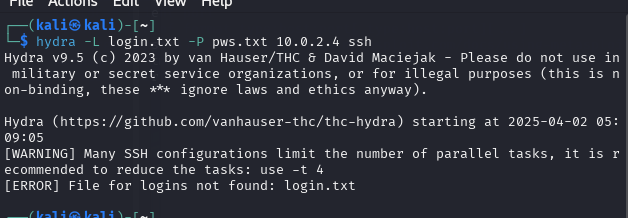 File Actions Edit View Help
┌──(kali㉿kali)-[~]
└─$ hydra -L login.txt -P pws.txt 10.0.2.4 ssh
Hydra v9.5 (c) 2023 by van Hauser/THC & David Maciejak - Please do not use in
military or secret service organizations, or for illegal purposes (this is n
on-binding, these *** ignore laws and ethics anyway).
Hydra (https://github.com/vanhauser-thc/thc-hydra) starting at 2025-04-02 05:
09:05
[WARNING] Many SSH configurations limit the number of parallel tasks, it is r
ecommended to reduce the tasks: use -t 4
[ERROR] File for logins not found: login.txt
┌──(kali㉿kali)-[~]